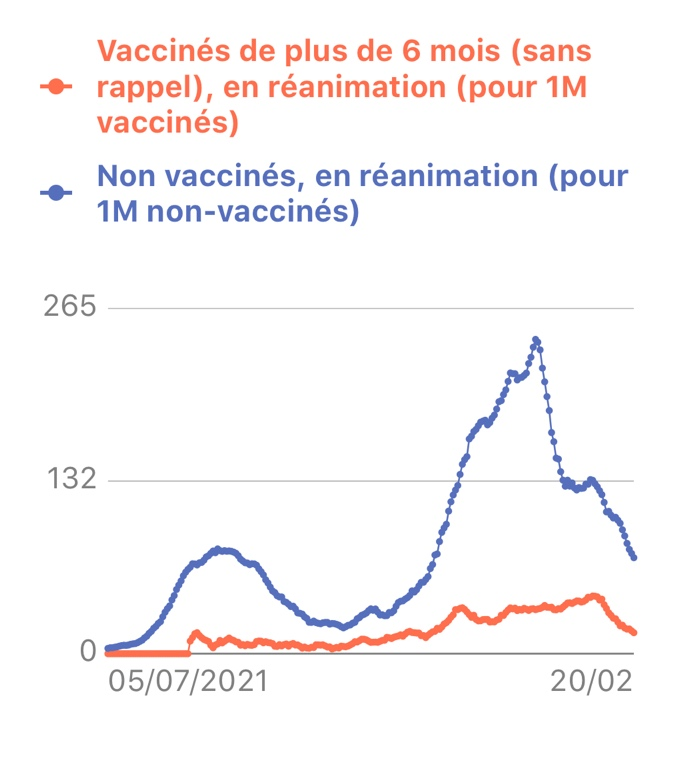 Vaccinés de plus de 6 mois (sans
rappel), en réanimation (pour 1M
vaccinés)
Non vaccinés, en réanimation (pour
1M non-vaccinés)
265
132
0
05/07/2021 20/02